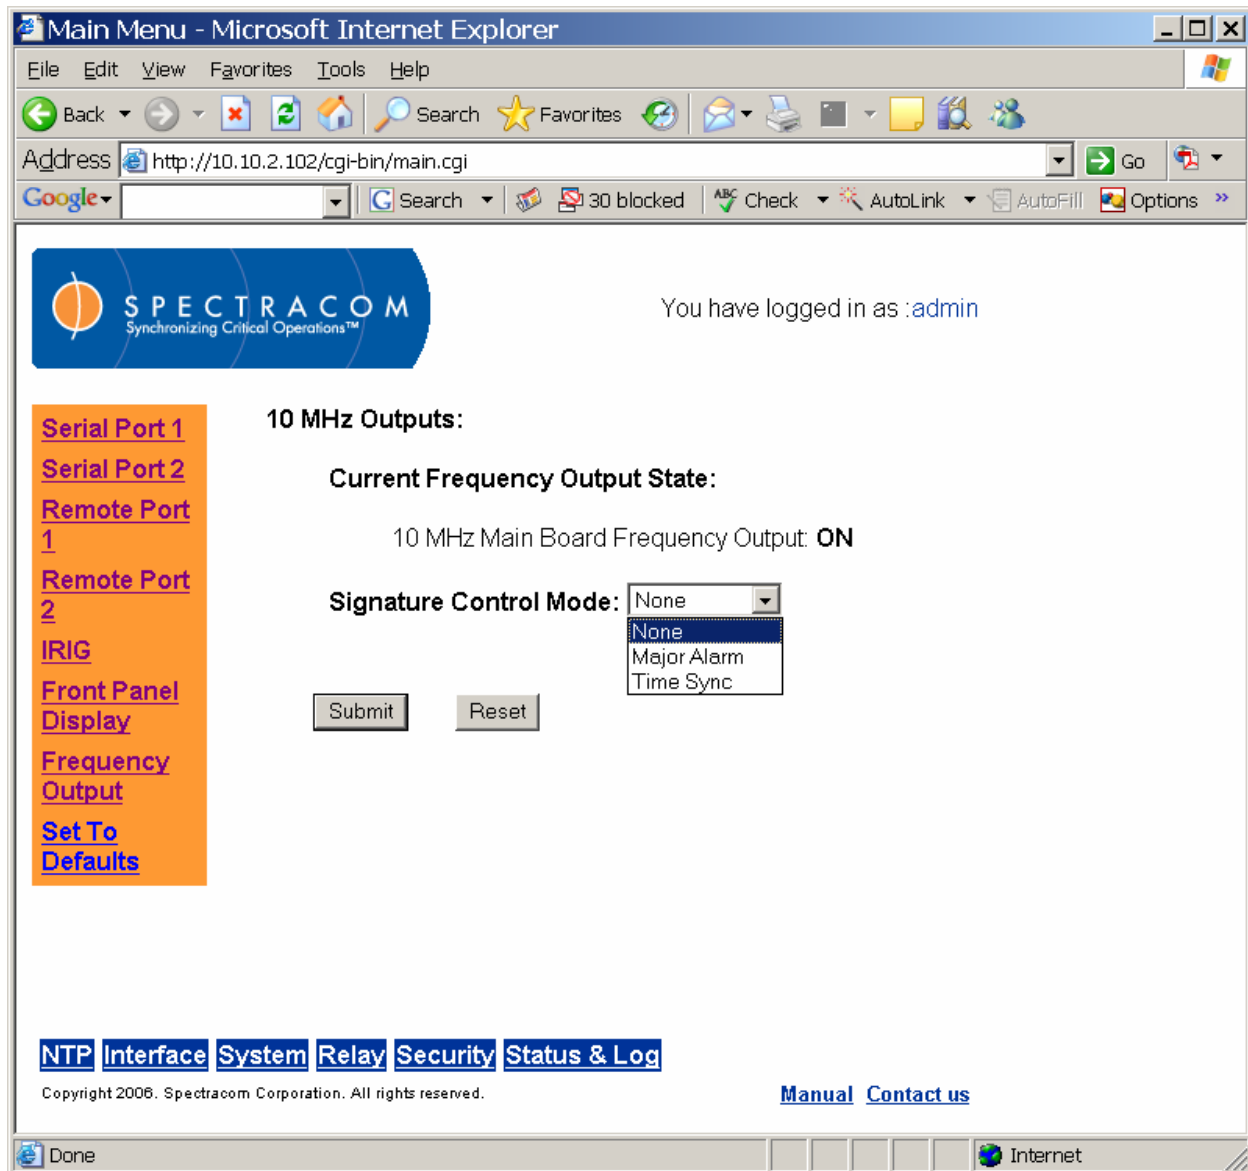 Main Menu - Microsoft Internet Explorer
File Edit View Favorites Tools Help
Back Search Favorites
Address http://10.10.2.102/cgi-bin/main.cgi Go
Google Search 30 blocked ABC Check AutoLink AutoFill Options »
SPECTRACOM
Synchronizing Critical Operations™
You have logged in as :admin
10 MHz Outputs:
Serial Port 1
Serial Port 2
Remote Port
1
Remote Port
2
IRIG
Front Panel
Display
Frequency
Output
Set To
Defaults
Current Frequency Output State:
10 MHz Main Board Frequency Output: ON
Signature Control Mode: None
None
Major Alarm
Time Sync
Submit Reset
NTP Interface System Relay Security Status & Log
Copyright 2006. Spectracom Corporation. All rights reserved.
Manual Contact us
Done Internet